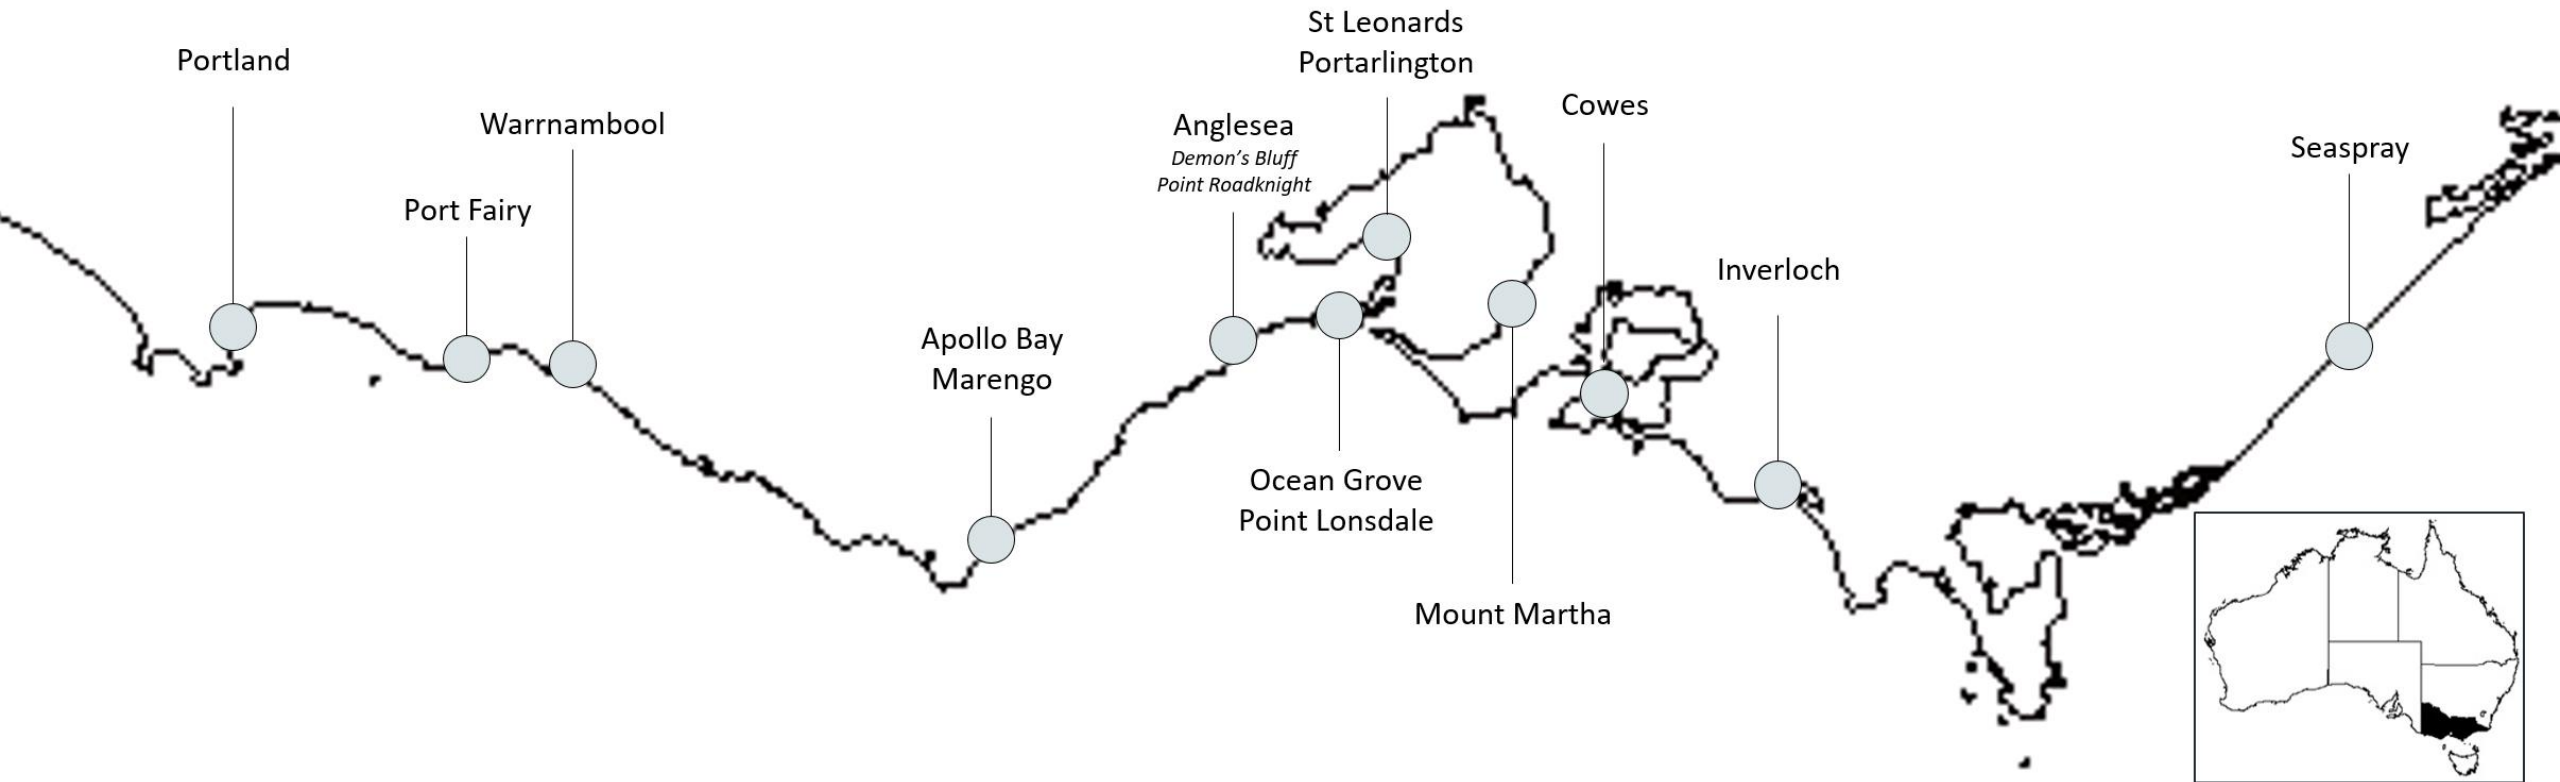 Portland
Port Fairy
Warrnambool
Apollo Bay
Marengo
Anglesea
Demon’s Bluff
Point Roadknight
St Leonards
Portarlington
Ocean Grove
Point Lonsdale
Mount Martha
Cowes
Inverloch
Seaspray